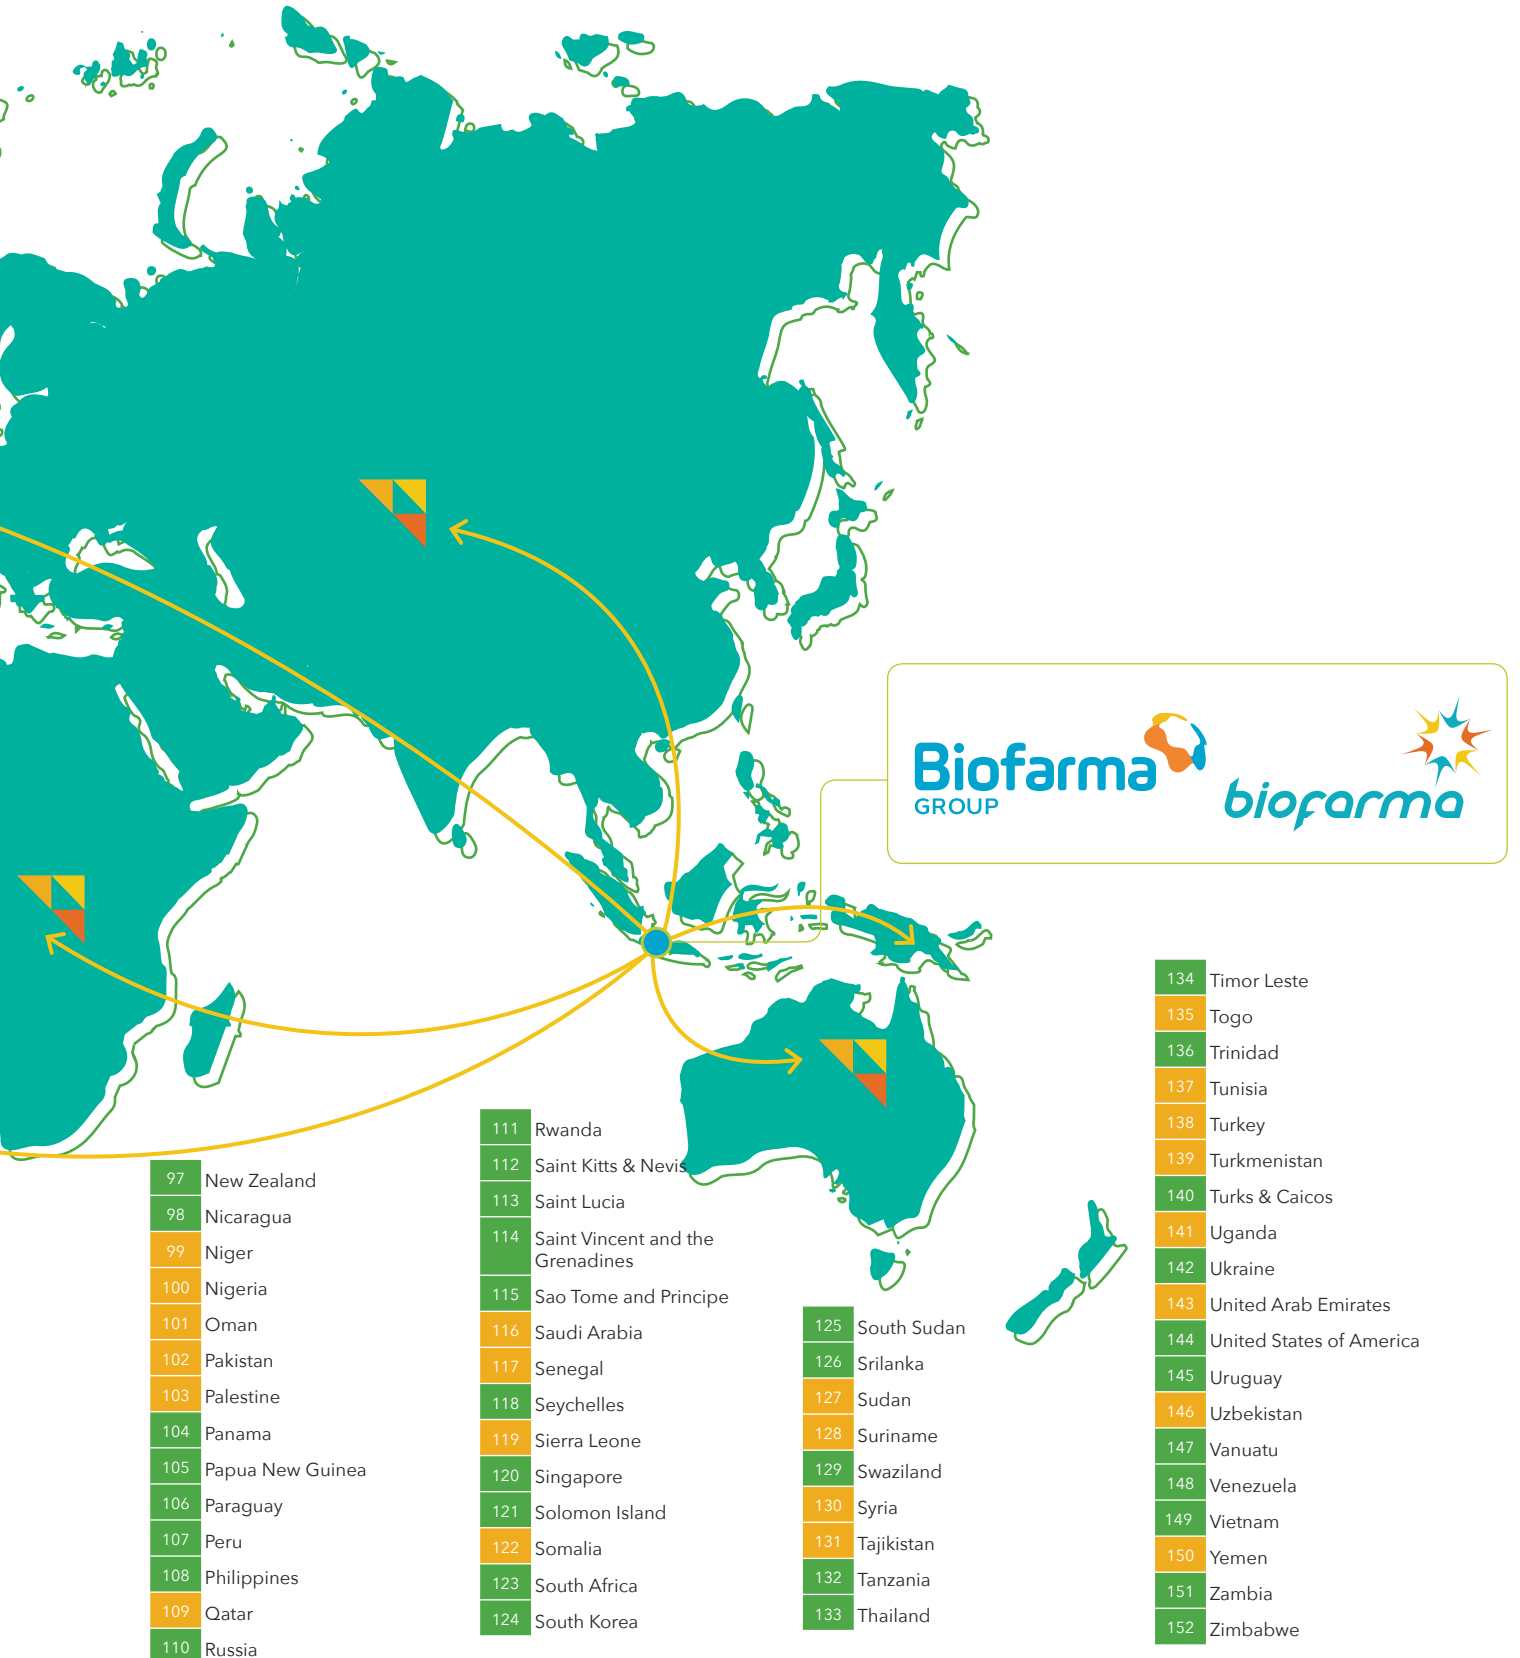 Biofarma
GROUP
biofarma
97 New Zealand
98 Nicaragua
99 Niger
100 Nigeria
101 Oman
102 Pakistan
103 Palestine
104 Panama
105 Papua New Guinea
106 Paraguay
107 Peru
108 Philippines
109 Qatar
110 Russia
111 Rwanda
112 Saint Kitts & Nevis
113 Saint Lucia
114 Saint Vincent and the
Grenadines
115 Sao Tome and Principe
116 Saudi Arabia
117 Senegal
118 Seychelles
119 Sierra Leone
120 Singapore
121 Solomon Island
122 Somalia
123 South Africa
124 South Korea
125 South Sudan
126 Srilanka
127 Sudan
128 Suriname
129 Swaziland
130 Syria
131 Tajikistan
132 Tanzania
133 Thailand
134 Timor Leste
135 Togo
136 Trinidad
137 Tunisia
138 Turkey
139 Turkmenistan
140 Turks & Caicos
141 Uganda
142 Ukraine
143 United Arab Emirates
144 United States of America
145 Uruguay
146 Uzbekistan
147 Vanuatu
148 Venezuela
149 Vietnam
150 Yemen
151 Zambia
152 Zimbabwe